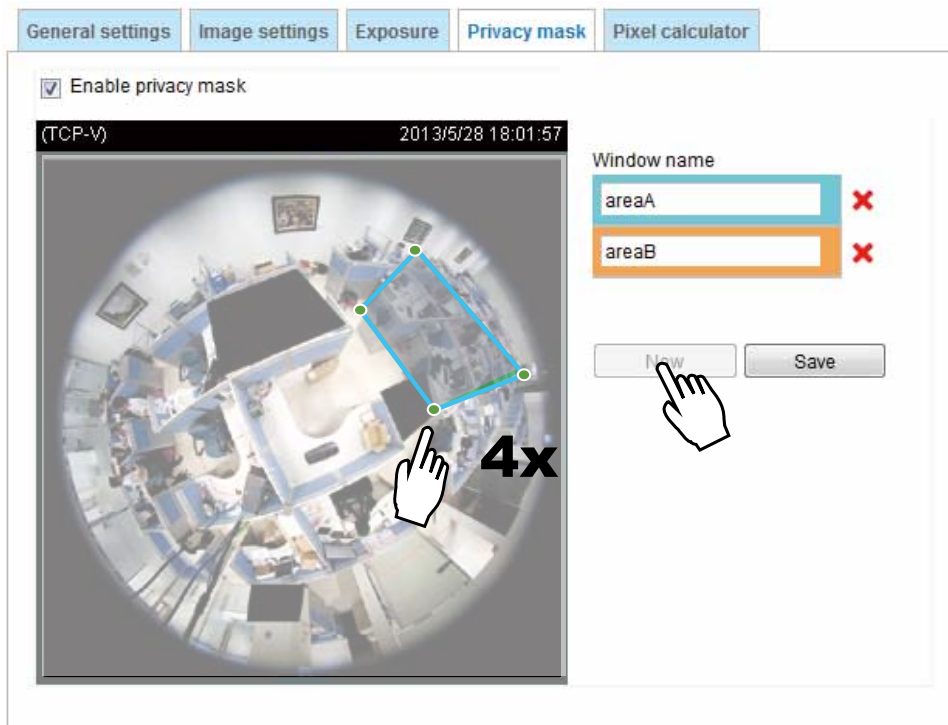 General settings Image settings Exposure Privacy mask Pixel calculator
Enable privacy mask
(TCP-V) 2013/5/28 18:01:57
Window name
areaA
areaB
New Save
4x